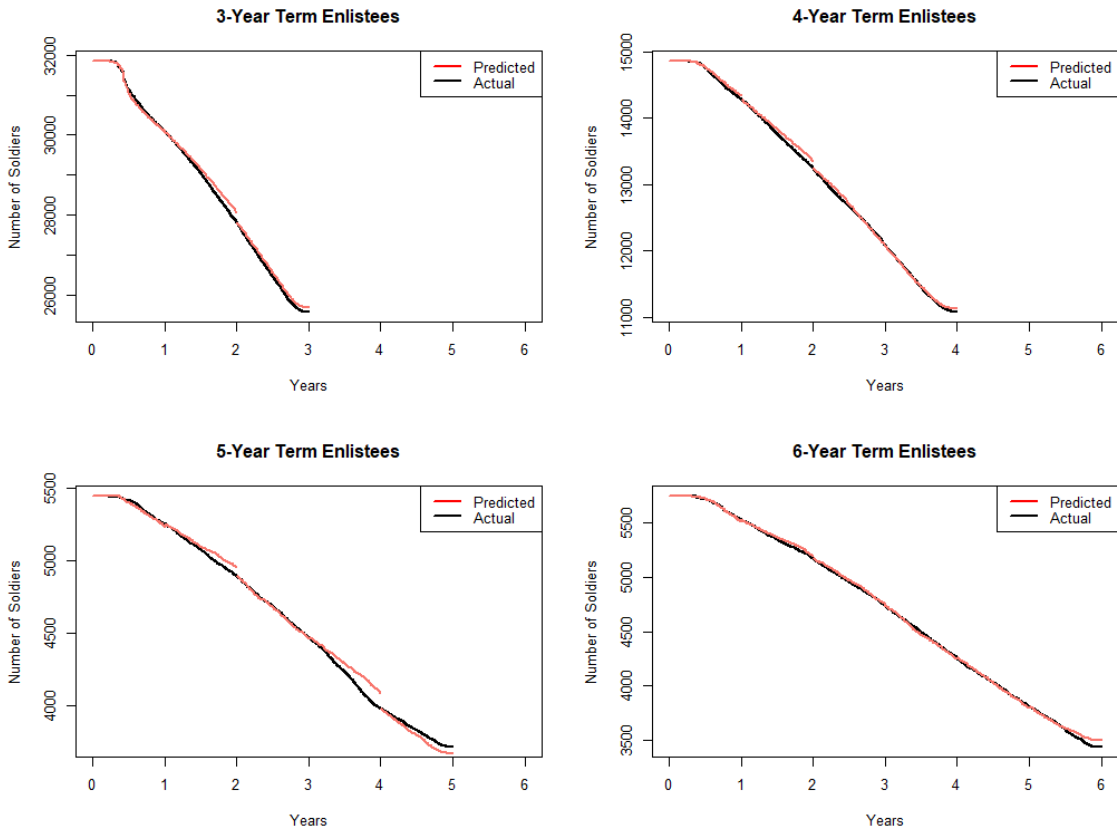 3-Year Term Enlistees
Predicted
Actual
Number of Soldiers
32000
30000
28000
26000
0 1 2 3 4 5 6
Years
4-Year Term Enlistees
Predicted
Actual
Number of Soldiers
15000
14000
13000
12000
11000
0 1 2 3 4 5 6
Years
5-Year Term Enlistees
Predicted
Actual
Number of Soldiers
5500
5000
4500
4000
0 1 2 3 4 5 6
Years
6-Year Term Enlistees
Predicted
Actual
Number of Soldiers
5500
5000
4500
4000
3500
0 1 2 3 4 5 6
Years